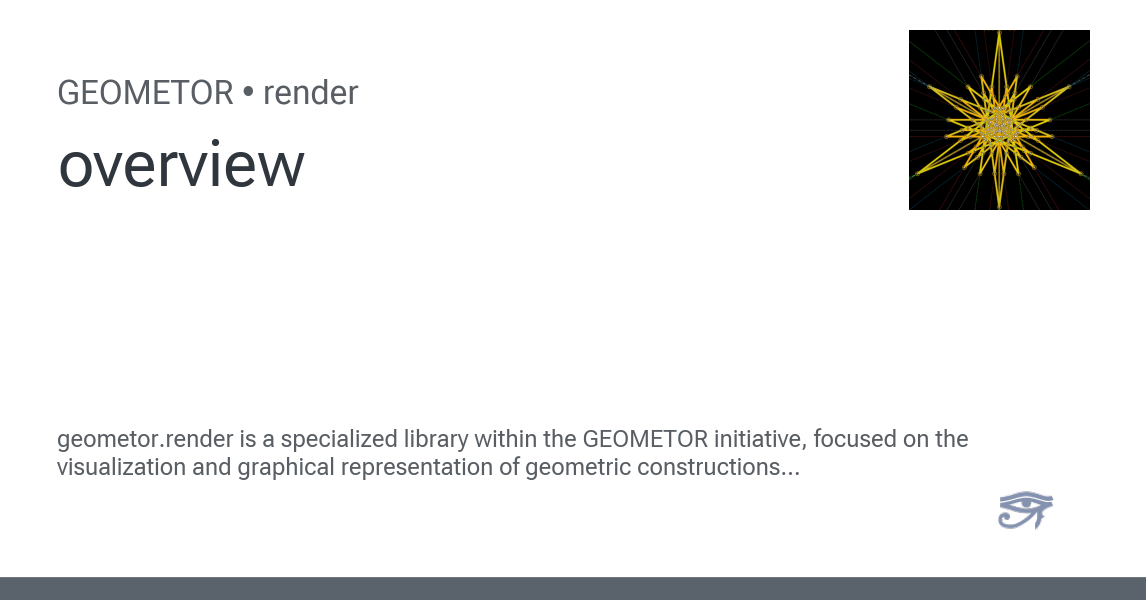 GEOMETOR • render
overview
geometor.render is a specialized library within the GEOMETOR initiative, focused on the
visualization and graphical representation of geometric constructions...